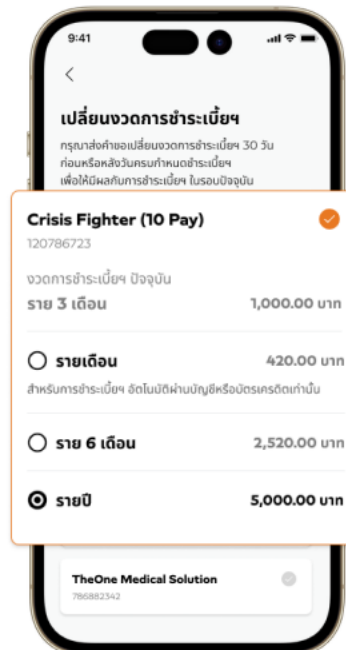 9:41
เปลี่ยนงวดการชำระเบี้ยฯ
กรุณาส่งคำขอเปลี่ยนงวดการชำระเบี้ยฯ 30 วัน
ก่อนหรือหลังวันครบกำหนดชำระเบี้ยฯ
เพื่อให้มีผลกับการชำระเบี้ยฯ ในรอบปัจจุบัน
Crisis Fighter (10 Pay)
120786723
งวดการชำระเบี้ยฯ ปัจจุบัน
ราย 3 เดือน 1,000.00 บาท
รายเดือน 420.00 บาท
สำหรับการชำระเบี้ยฯ อัตโนมัติผ่านบัญชีหรือบัตรเครดิตเท่านั้น
ราย 6 เดือน 2,520.00 บาท
รายปี 5,000.00 บาท
TheOne Medical Solution
786882342